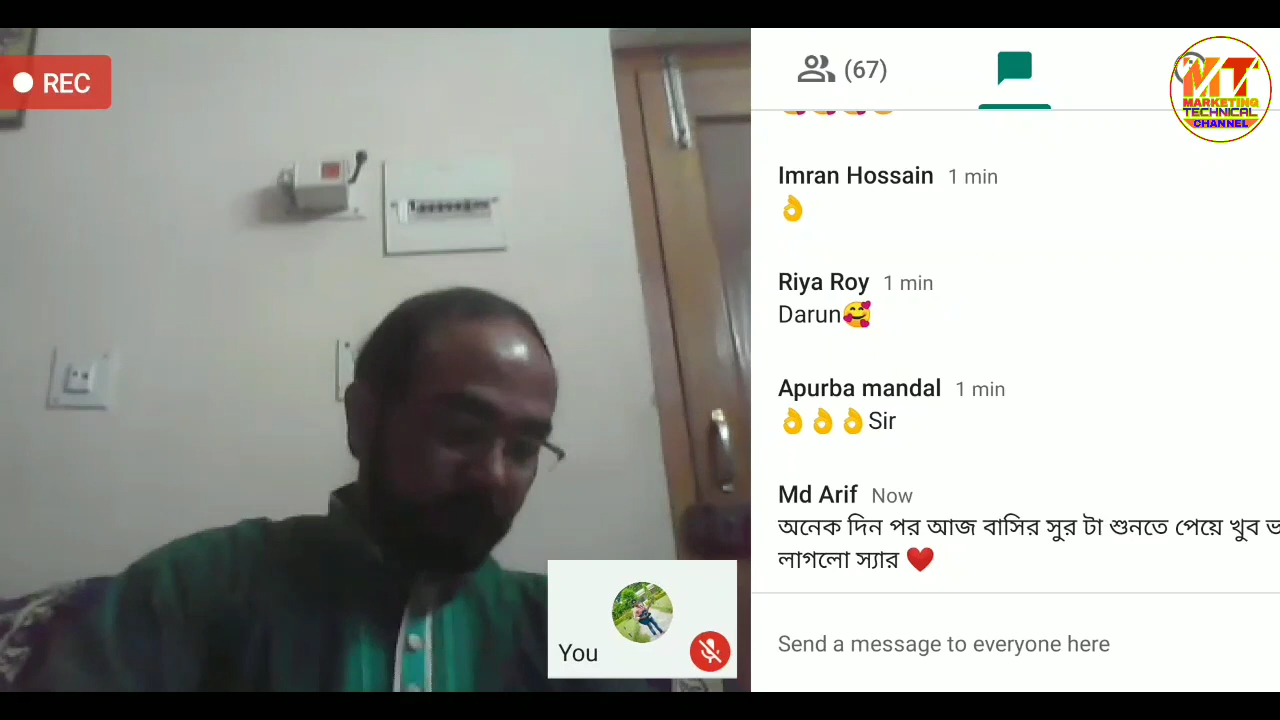 REC
(67)
MT
MARKETING
TECHNICAL
CHANNEL
Imran Hossain 1 min
👌
Riya Roy 1 min
Darun🥰
Apurba mandal 1 min
👌👌👌Sir
Md Arif Now
অনেক দিন পর আজ বাসির সুর টা শুনতে পেয়ে খুব
লাগলো স্যার ❤️
You
Send a message to everyone here